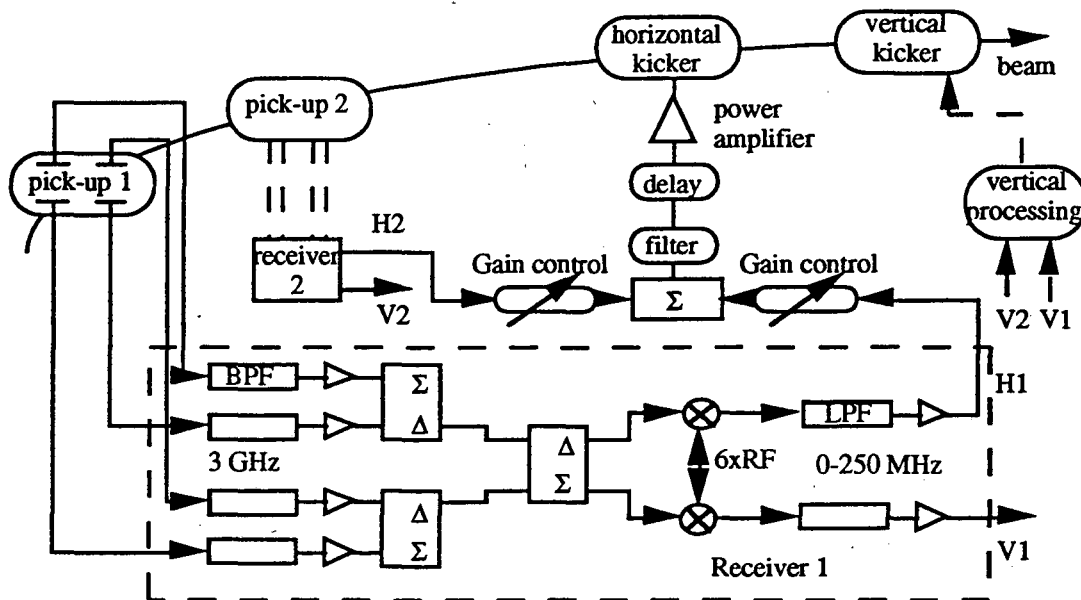 horizontal
kicker
vertical
kicker
beam
pick-up 2
power
amplifier
pick-up 1
delay
vertical
processing
H2
filter
receiver
2
Gain control
Gain control
V2
Σ
V2 V1
BPF
Σ
H1
Δ
LPF
3 GHz
Δ
6xRF
0-250 MHz
Σ
Δ
Σ
V1
Receiver 1